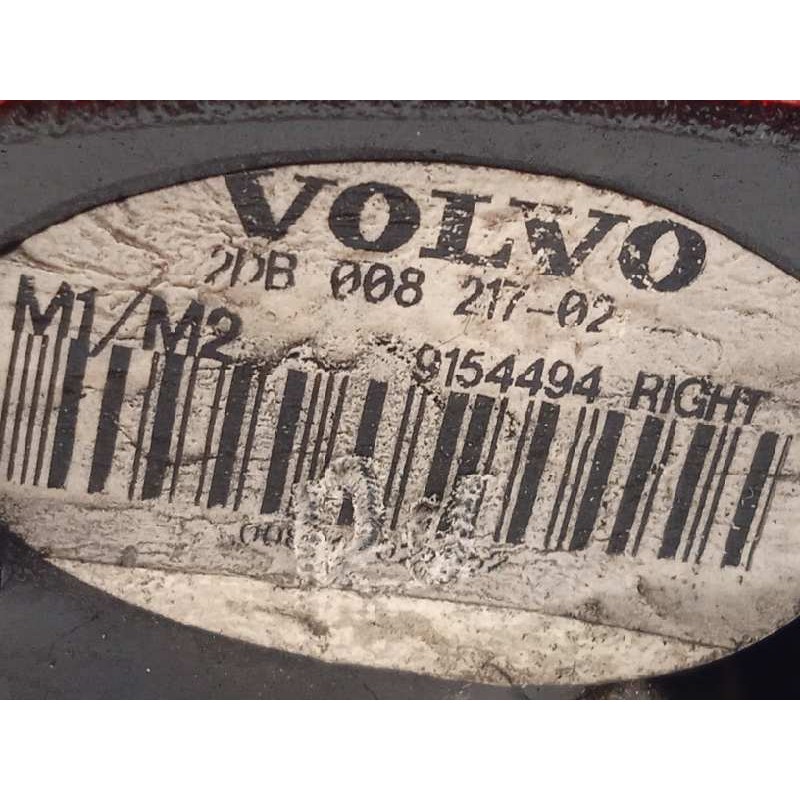 VOLVO
2DB 008 217-02
M1/M2
9154494 RIGHT